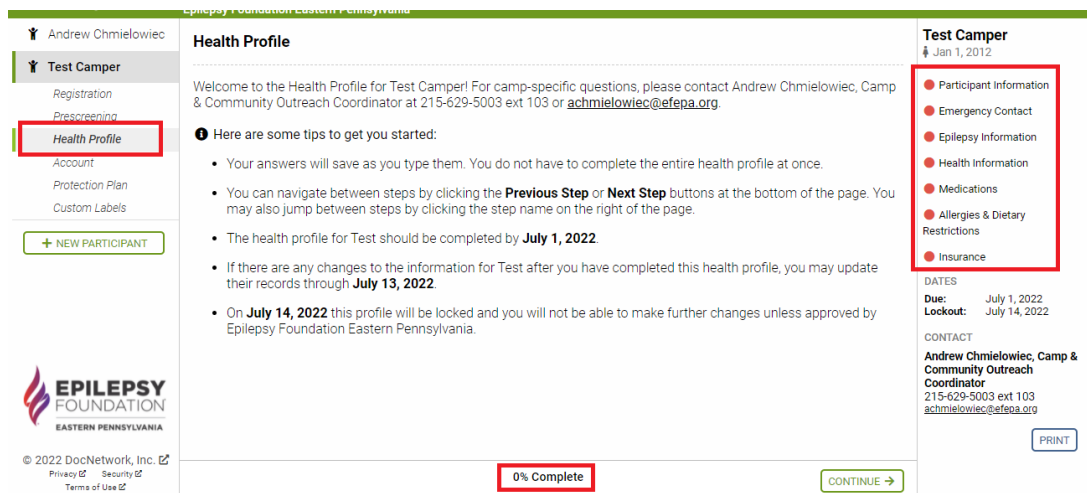 Epilepsy Foundation Eastern Pennsylvania
Andrew Chmielowiec
Test Camper
Registration
Prescreening
Health Profile
Account
Protection Plan
Custom Labels
+ NEW PARTICIPANT
EPILEPSY
FOUNDATION
EASTERN PENNSYLVANIA
© 2022 DocNetwork, Inc.
Privacy Security
Terms of Use
Health Profile
Welcome to the Health Profile for Test Camper! For camp-specific questions, please contact Andrew Chmielowiec, Camp
& Community Outreach Coordinator at 215-629-5003 ext 103 or achmielowiec@efepa.org.
Here are some tips to get you started:
• Your answers will save as you type them. You do not have to complete the entire health profile at once.
• You can navigate between steps by clicking the Previous Step or Next Step buttons at the bottom of the page. You
may also jump between steps by clicking the step name on the right of the page.
• The health profile for Test should be completed by July 1, 2022.
• If there are any changes to the information for Test after you have completed this health profile, you may update
their records through July 13, 2022.
• On July 14, 2022 this profile will be locked and you will not be able to make further changes unless approved by
Epilepsy Foundation Eastern Pennsylvania.
0% Complete
CONTINUE →
Test Camper
Jan 1, 2012
Participant Information
Emergency Contact
Epilepsy Information
Health Information
Medications
Allergies & Dietary
Restrictions
Insurance
DATES
Due: July 1, 2022
Lockout: July 14, 2022
CONTACT
Andrew Chmielowiec, Camp &
Community Outreach
Coordinator
215-629-5003 ext 103
achmielowiec@efepa.org
PRINT